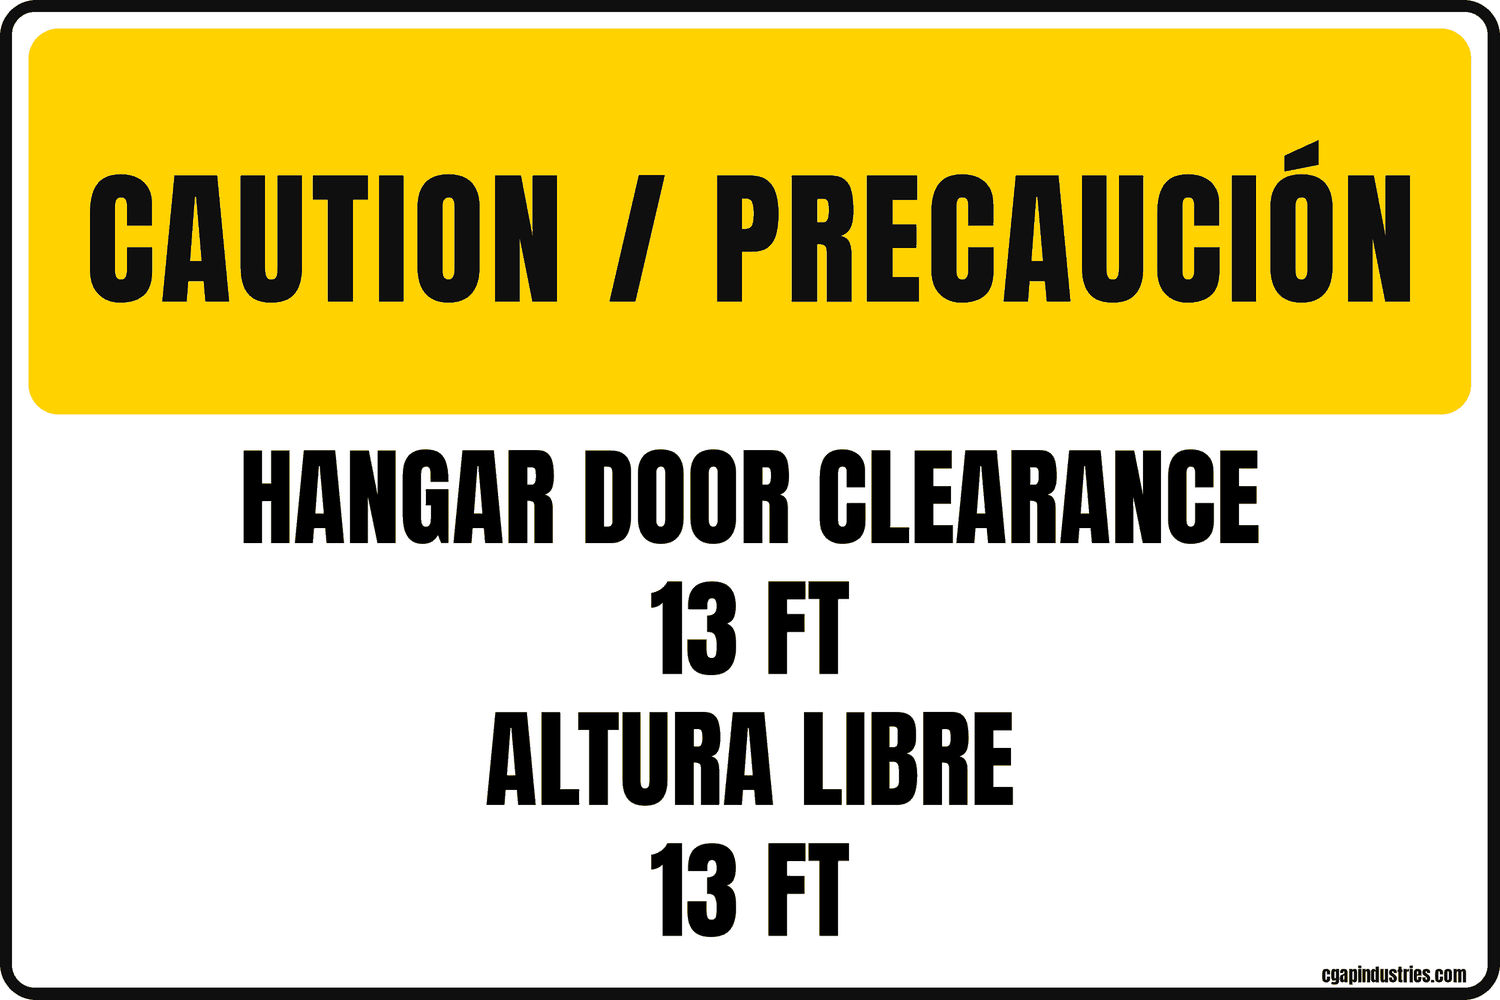 CAUTION / PRECAUCIÓN
HANGAR DOOR CLEARANCE
13 FT
ALTURA LIBRE
13 FT
cgapindustries.com